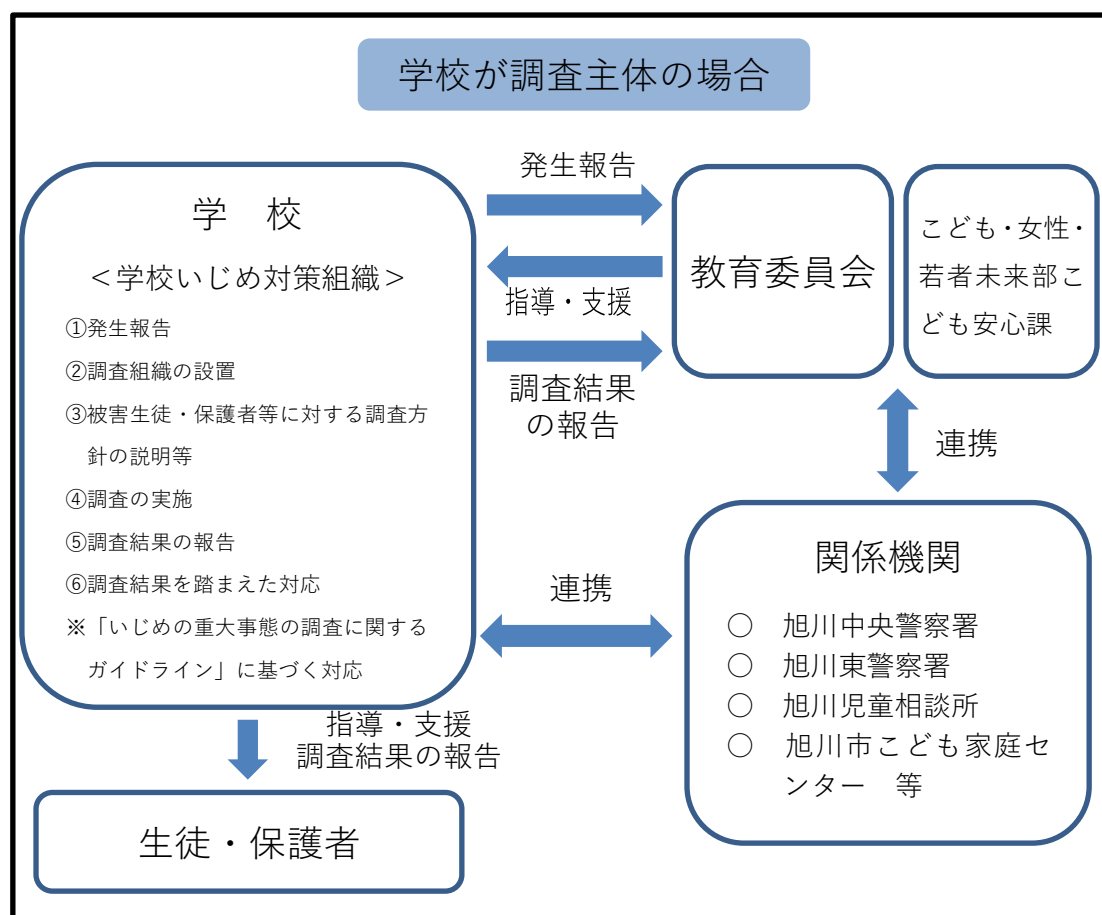 学校が調査主体の場合
学　校
＜学校いじめ対策組織＞
①発生報告
②調査組織の設置
③被害生徒・保護者等に対する調査方
針の説明等
④調査の実施
⑤調査結果の報告
⑥調査結果を踏まえた対応
※「いじめの重大事態の調査に関する
ガイドライン」に基づく対応
発生報告
指導・支援
調査結果
の報告
教育委員会
こども・女性・
若者未来部こ
ども安心課
連携
連携
関係機関
○　旭川中央警察署
○　旭川東警察署
○　旭川児童相談所
○　旭川市こども家庭セ
ンター　等
指導・支援
調査結果の報告
生徒・保護者